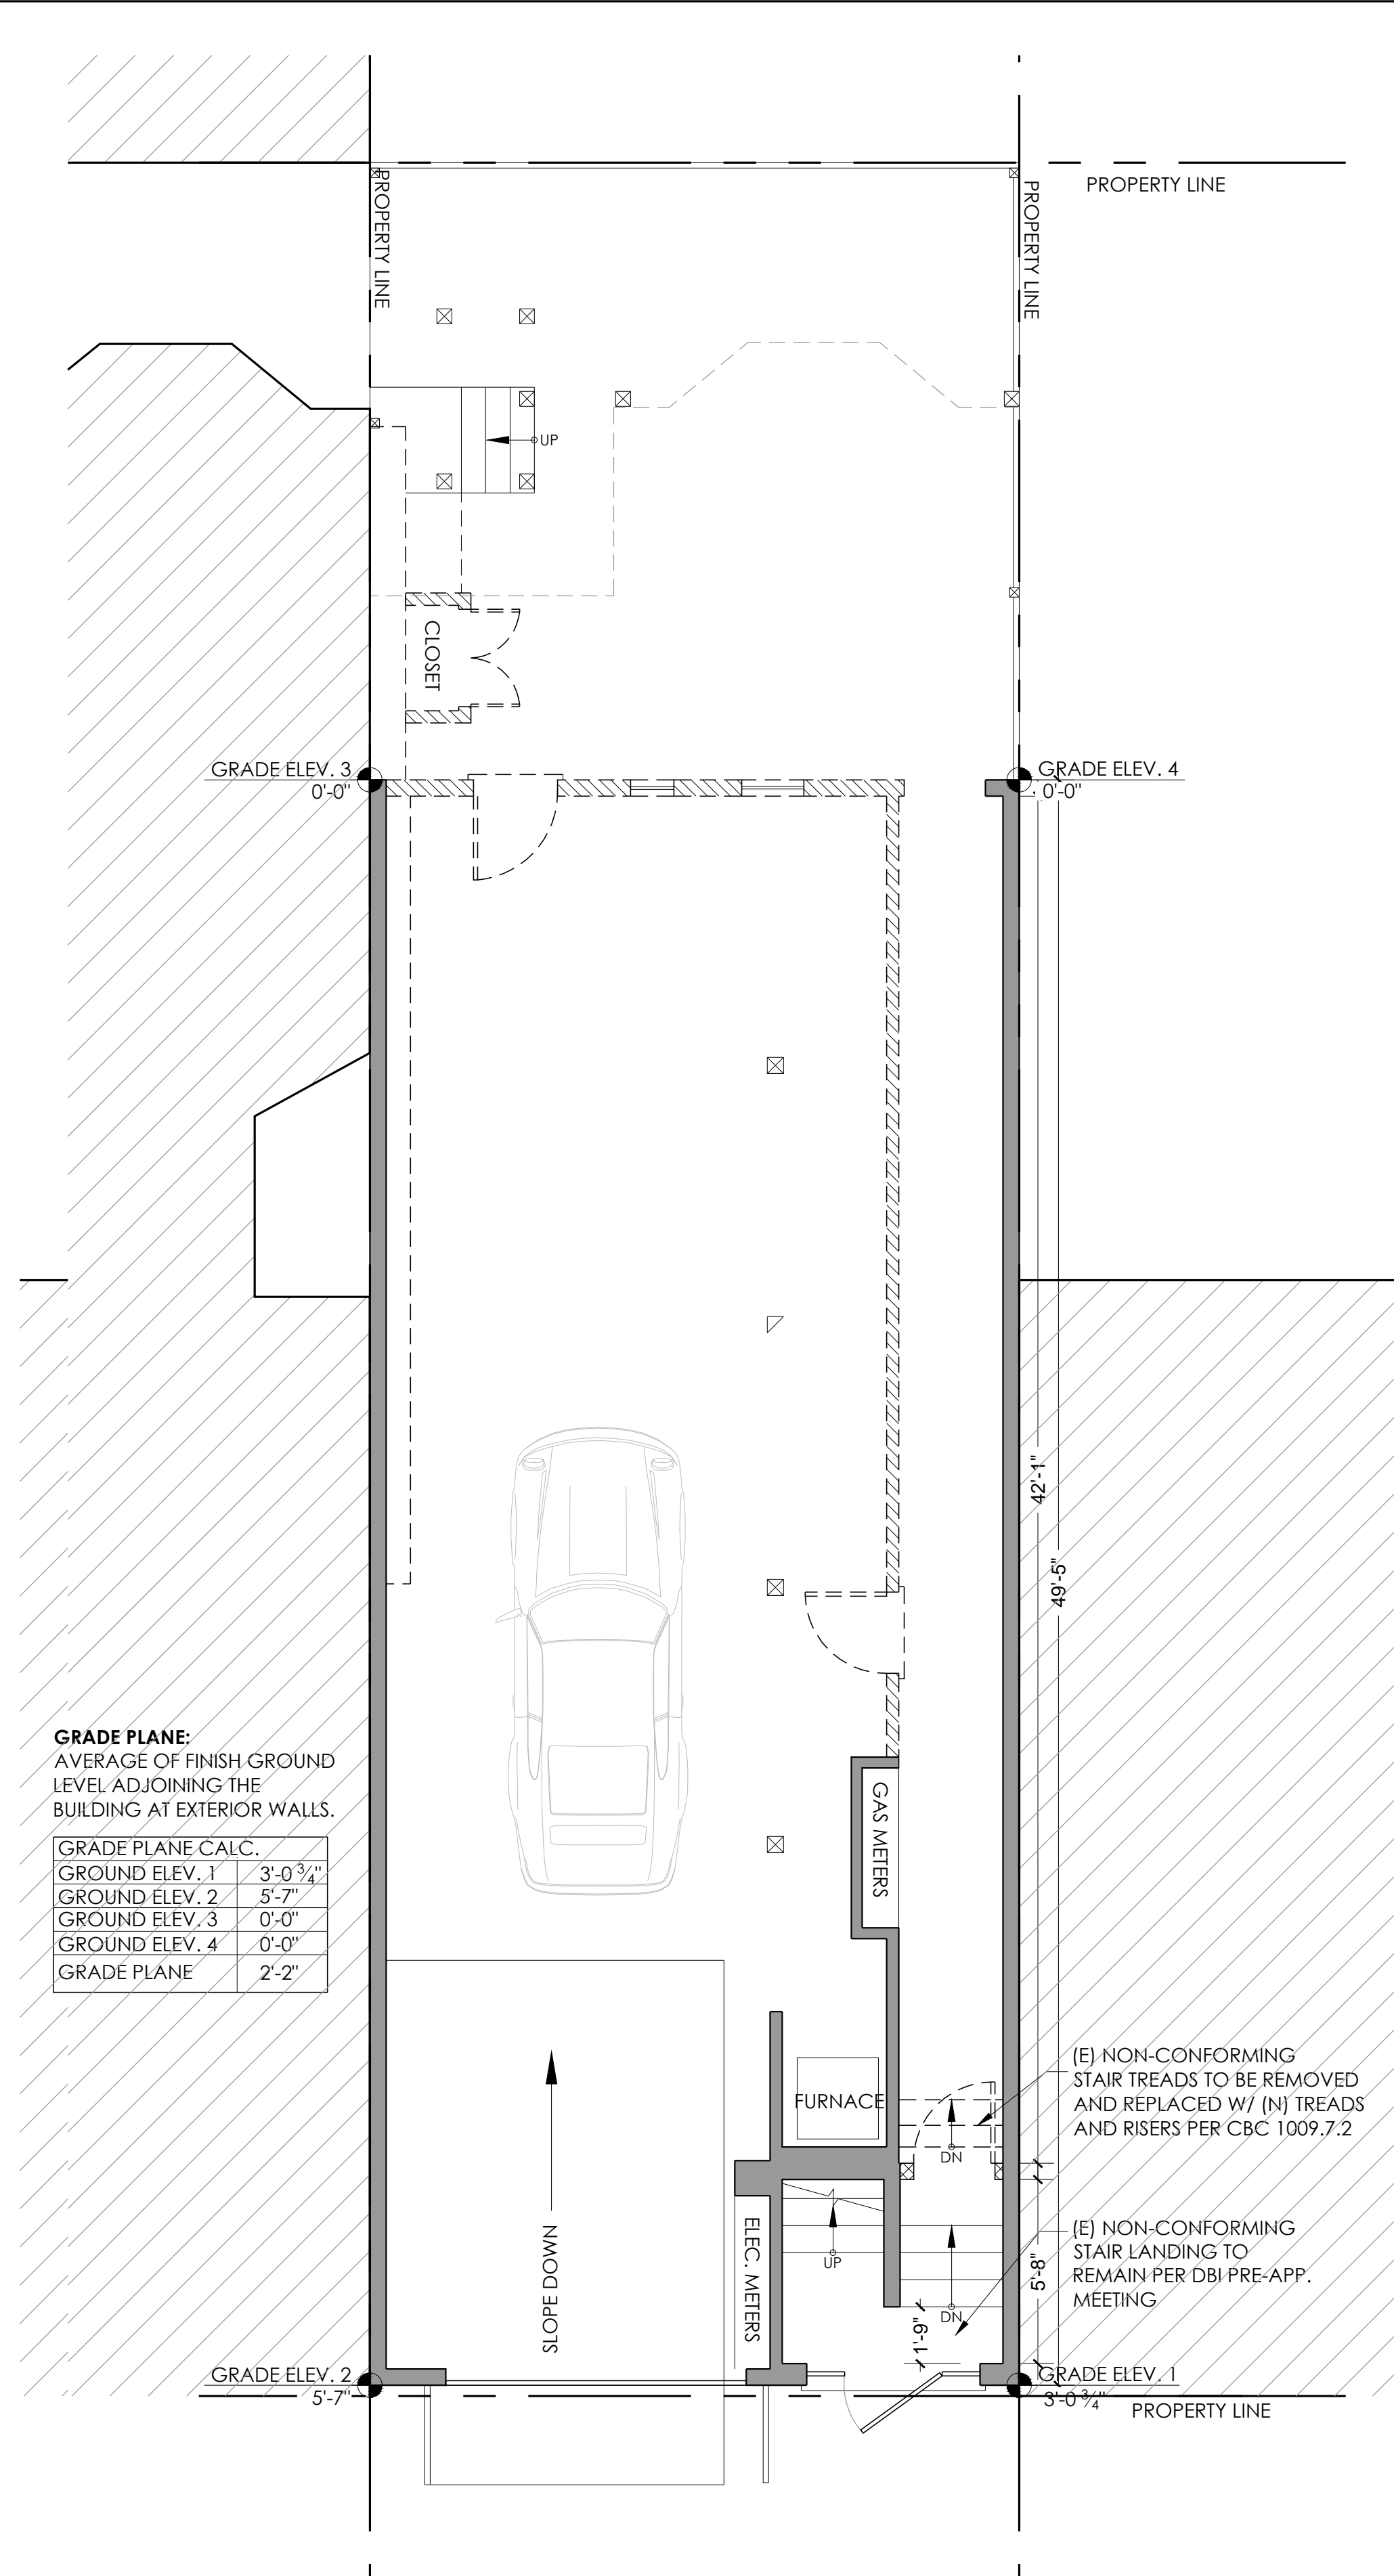 PROPERTY LINE
PROPERTY LINE
PROPERTY LINE
UP
CLOSET
GRADE ELEV. 3
0'-0"
GRADE ELEV. 4
0'-0"
42'-1"
49'-5"
GRADE PLANE:
AVERAGE OF FINISH GROUND
LEVEL ADJOINING THE
BUILDING AT EXTERIOR WALLS.
GRADE PLANE CALC.
GROUND ELEV. 1 3'-0 3/4"
GROUND ELEV. 2 5'-7"
GROUND ELEV. 3 0'-0"
GROUND ELEV. 4 0'-0"
GRADE PLANE 2'-2"
GAS METERS
FURNACE
(E) NON-CONFORMING
STAIR TREADS TO BE REMOVED
AND REPLACED W/ (N) TREADS
AND RISERS PER CBC 1009.7.2
DN
SLOPE DOWN
ELEC. METERS
UP
DN
1'-9"
5'-8"
(E) NON-CONFORMING
STAIR LANDING TO
REMAIN PER DBI PRE-APP.
MEETING
GRADE ELEV. 2
5'-7"
GRADE ELEV. 1
3'-0 3/4"
PROPERTY LINE